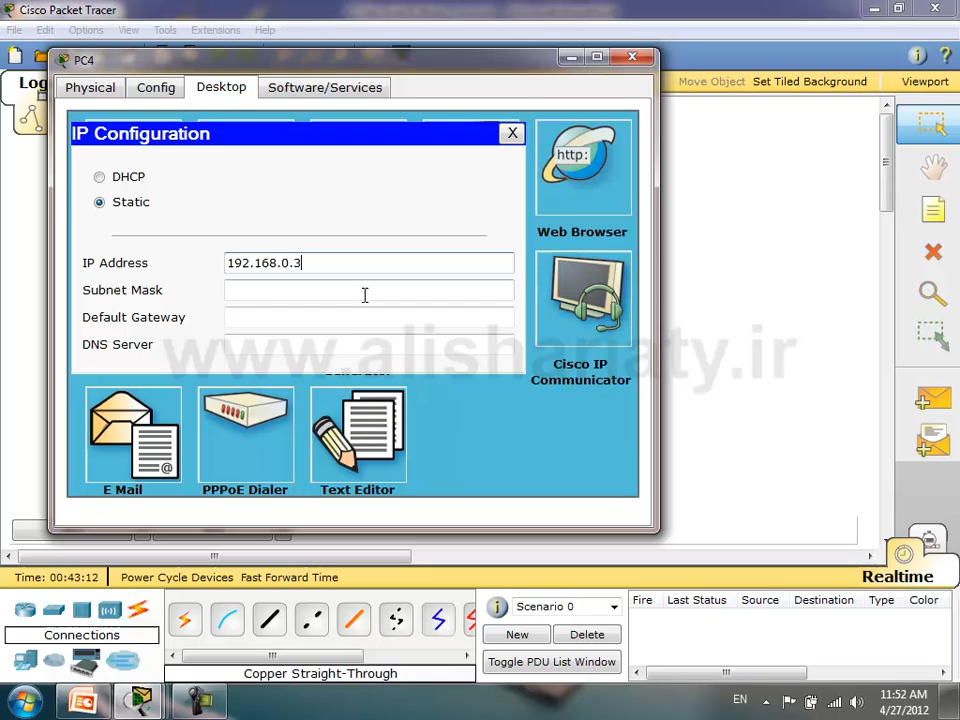 Cisco Packet Tracer
File Edit Options View Tools Extensions Help
Log
Move Object Set Tiled Background Viewport
PC4
Physical Config Desktop Software/Services
IP Configuration X
http:
DHCP
Static
Web Browser
IP Address 192.168.0.3
Subnet Mask
Default Gateway
DNS Server
www.alishariaty.ir
Cisco IP
Communicator
E Mail PPPoE Dialer Text Editor
Time: 00:43:12 Power Cycle Devices Fast Forward Time
Realtime
Connections
Copper Straight-Through
Scenario 0
New Delete
Toggle PDU List Window
Fire Last Status Source Destination Type Color
EN
11:52 AM
4/27/2012